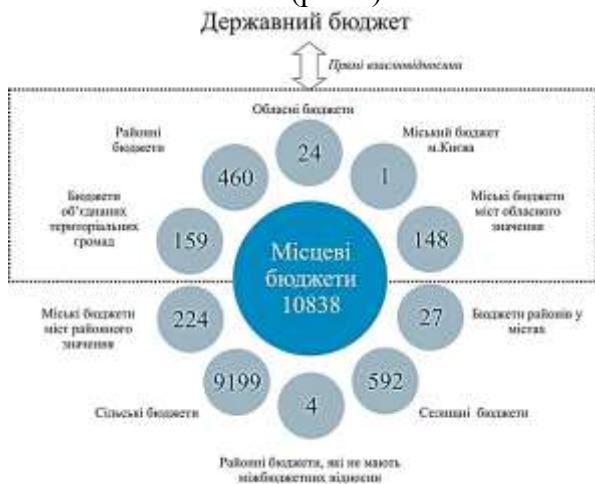 Державний бюджет
Прямі взаємовідносини
Обласні бюджети
24
Районні
бюджети
460
Міський бюджет
м.Києва
1
Бюджети
об’єднаних
територіальних
громад
159
Міські бюджети
міст обласного
значення
148
Місцеві
бюджети
10838
Міські бюджети
міст районного
значення
224
27
Бюджети районів у
містах
9199
Сільські бюджети
592
Селищні бюджети
4
Районні бюджети, які не мають
міжбюджетних відносин